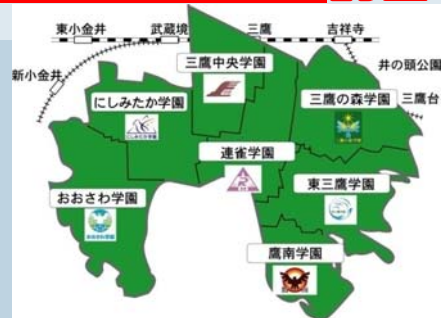 東小金井
武蔵境
三鷹
吉祥寺
三鷹中央学園
井の頭公園
新小金井
にしみたか学園
三鷹の森学園
三鷹台
連雀学園
おおさわ学園
東三鷹学園
鷹南学園